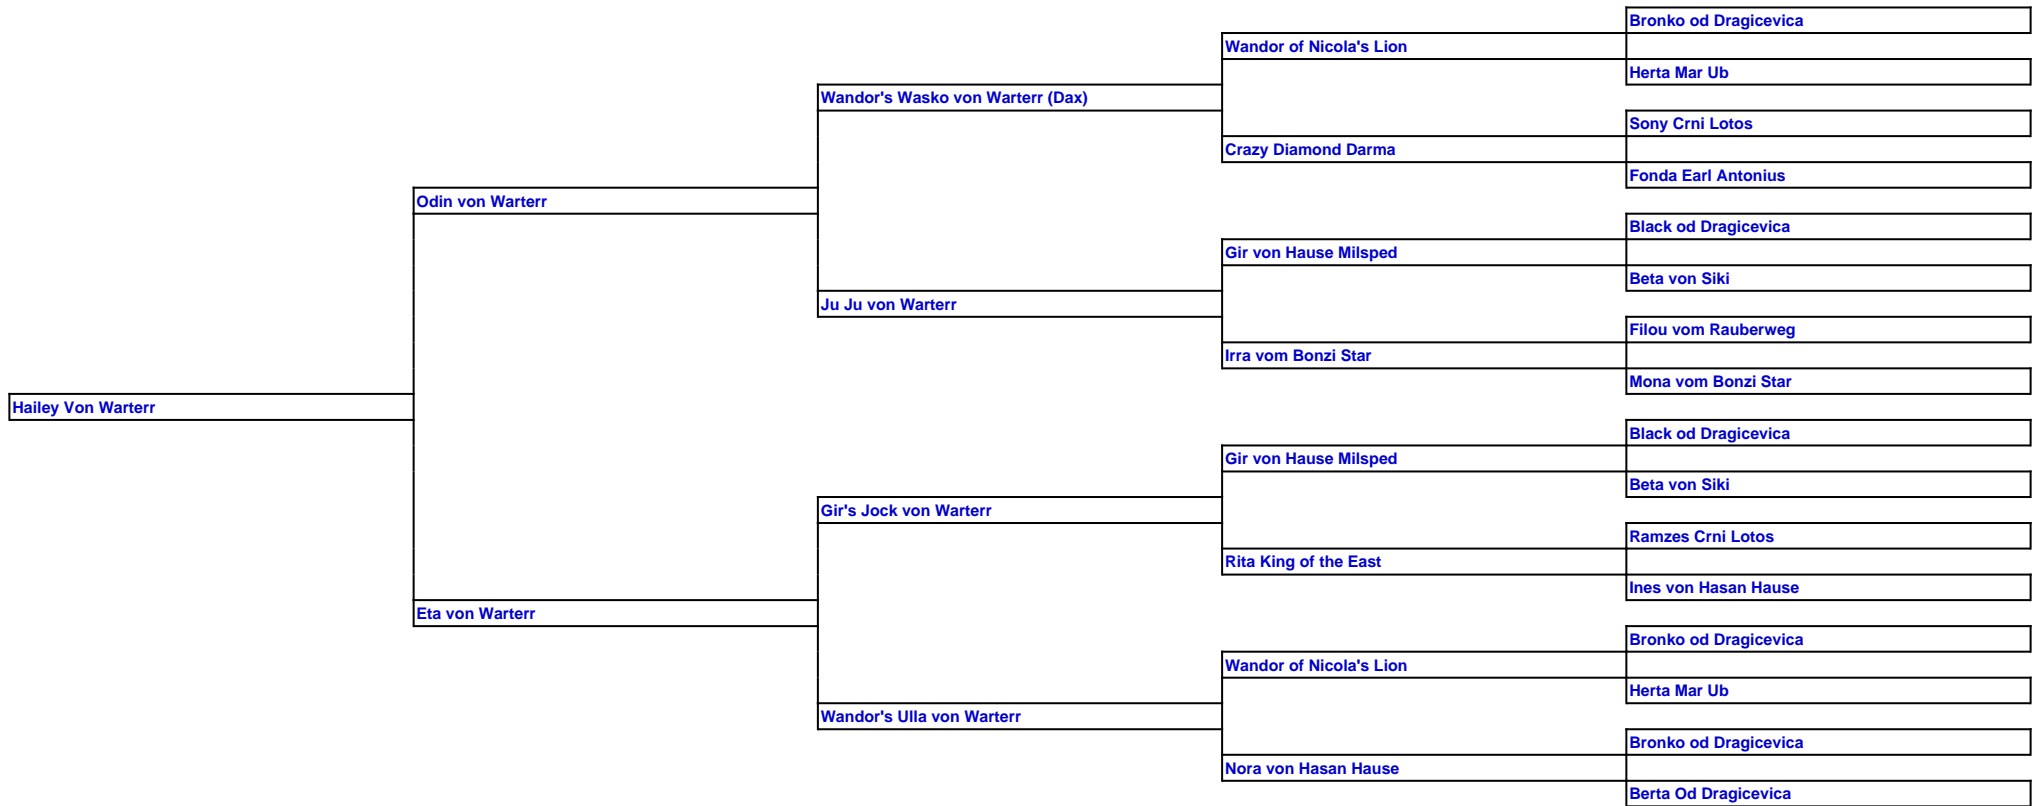 Bronko od Dragicevica
Wandor of Nicola's Lion
Herta Mar Ub
Wandor's Wasko von Warterr (Dax)
Sony Crni Lotos
Crazy Diamond Darma
Fonda Earl Antonius
Odin von Warterr
Black od Dragicevica
Gir von Hause Milsped
Beta von Siki
Ju Ju von Warterr
Filou vom Rauberweg
Irra vom Bonzi Star
Mona vom Bonzi Star
Hailey Von Warterr
Black od Dragicevica
Gir von Hause Milsped
Beta von Siki
Gir's Jock von Warterr
Ramzes Crni Lotos
Rita King of the East
Ines von Hasan Hause
Eta von Warterr
Bronko od Dragicevica
Wandor of Nicola's Lion
Herta Mar Ub
Wandor's Ulla von Warterr
Bronko od Dragicevica
Nora von Hasan Hause
Berta Od Dragicevica